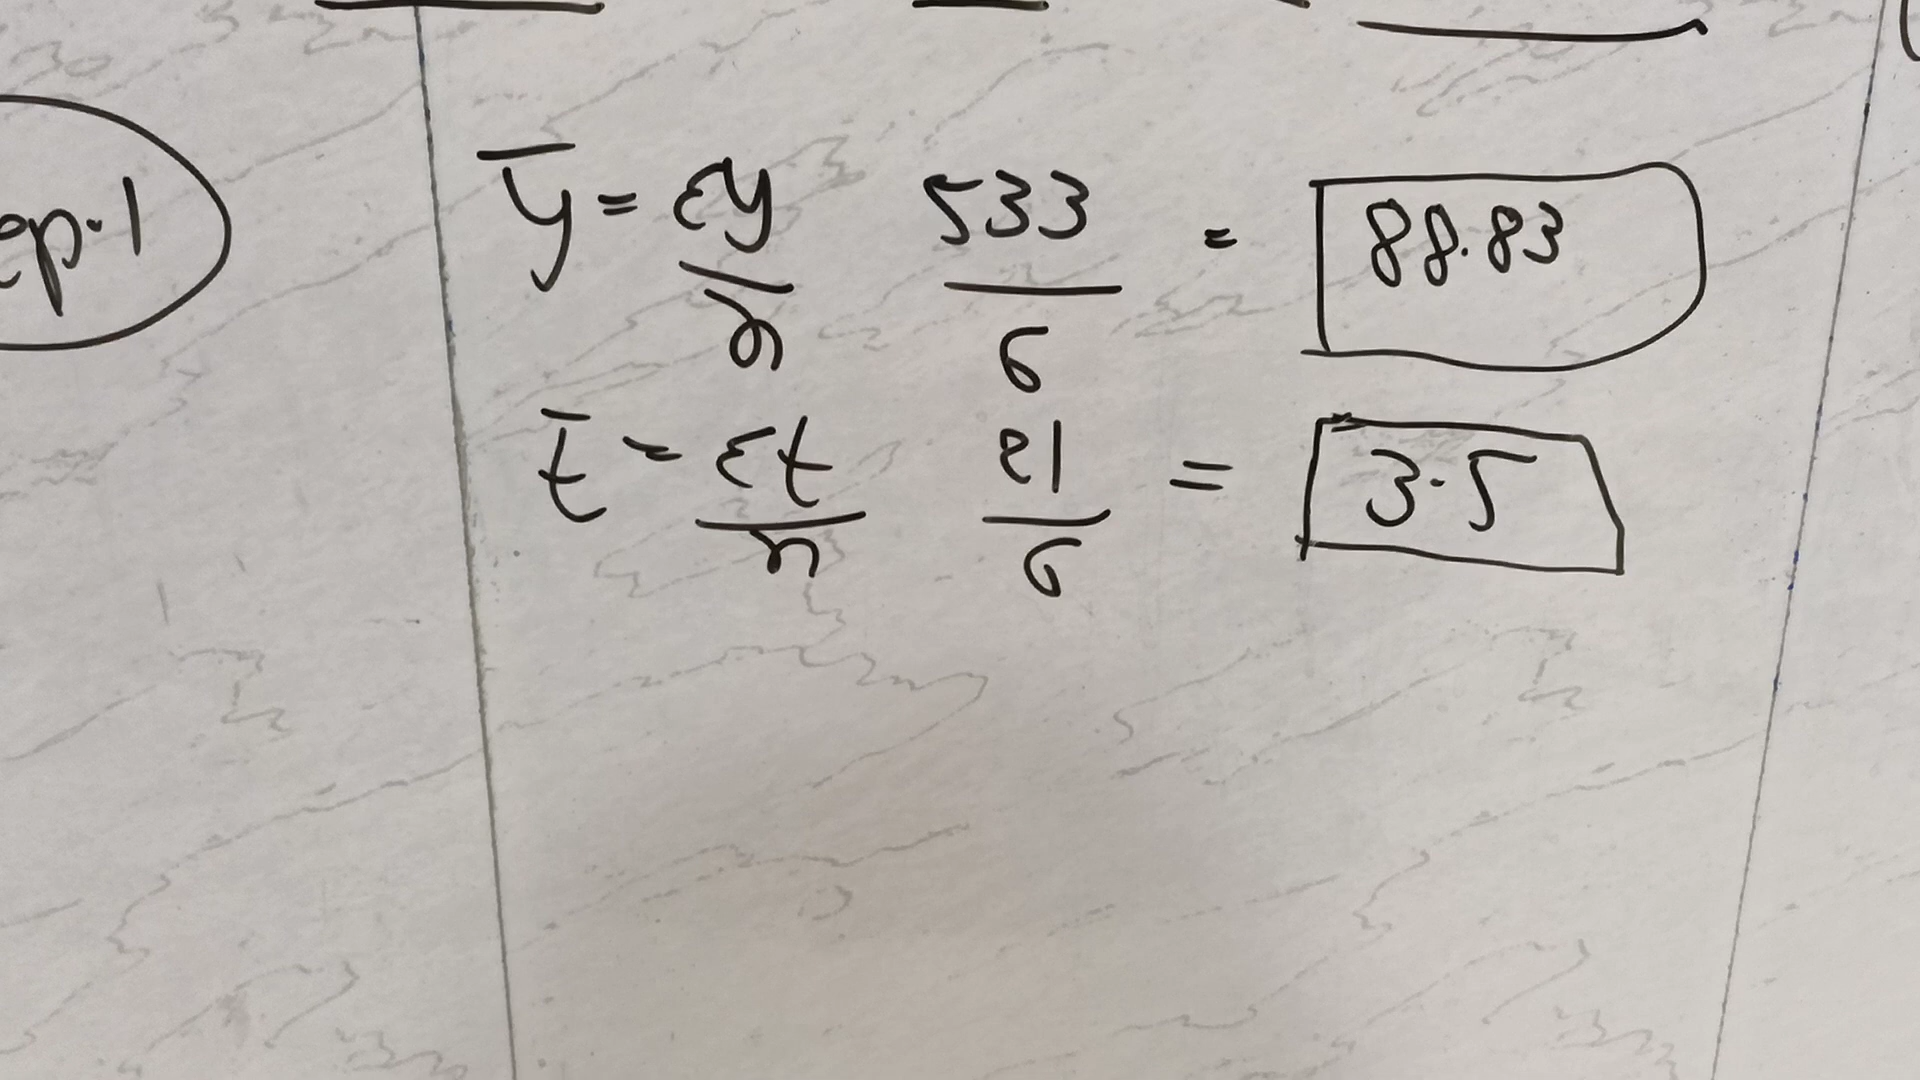 ep-1
ȳ = Σy/n 533/6 = 88.83
t̄ = Σt/n 21/6 = 3.5